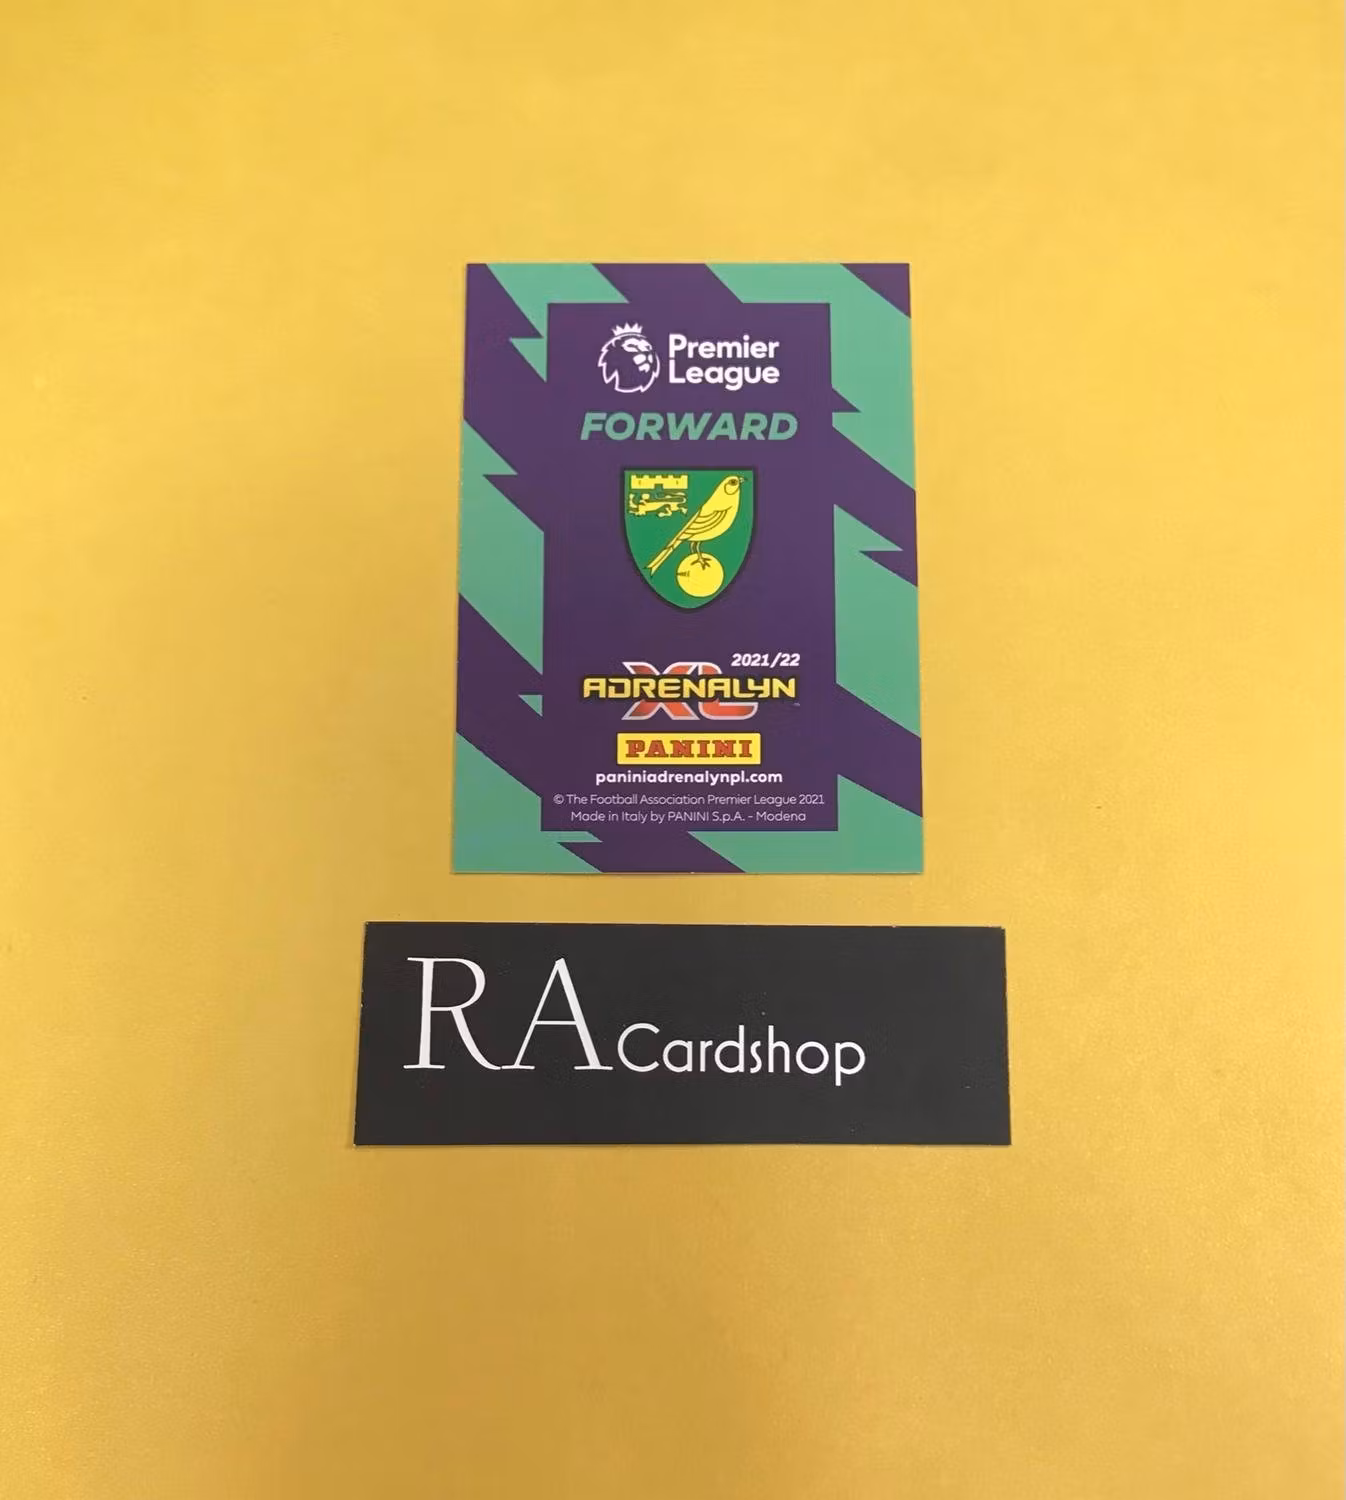 Premier
League
FORWARD
2021/22
ADRENALYN
XL
PANINI
paniniadrenalynpl.com
© The Football Association Premier League 2021
Made in Italy by PANINI S.p.A. - Modena
RA Cardshop